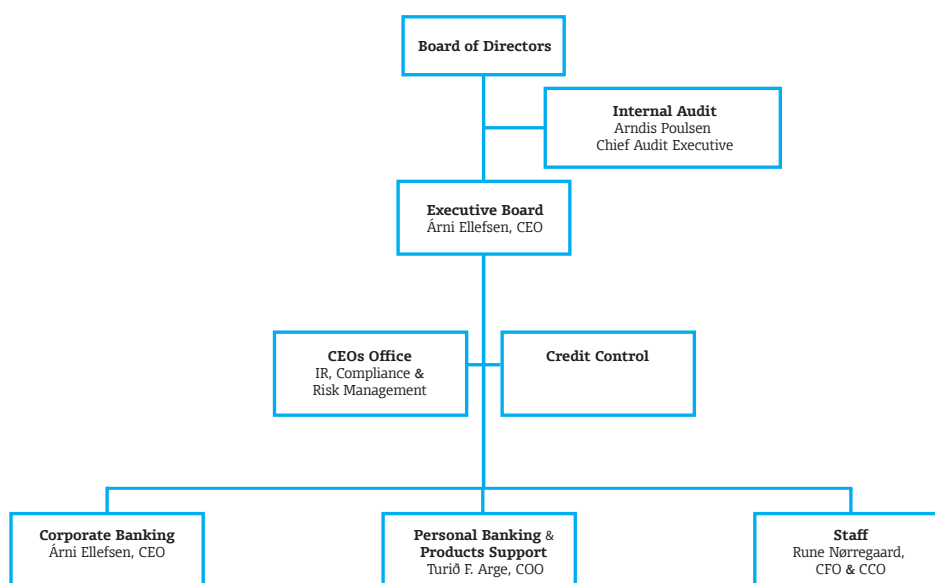 Board of Directors
Internal Audit
Arndis Poulsen
Chief Audit Executive
Executive Board
Árni Ellefsen, CEO
CEOs Office
IR, Compliance &
Risk Management
Credit Control
Corporate Banking
Árni Ellefsen, CEO
Personal Banking &
Products Support
Turið F. Arge, COO
Staff
Rune Nørregaard,
CFO & CCO